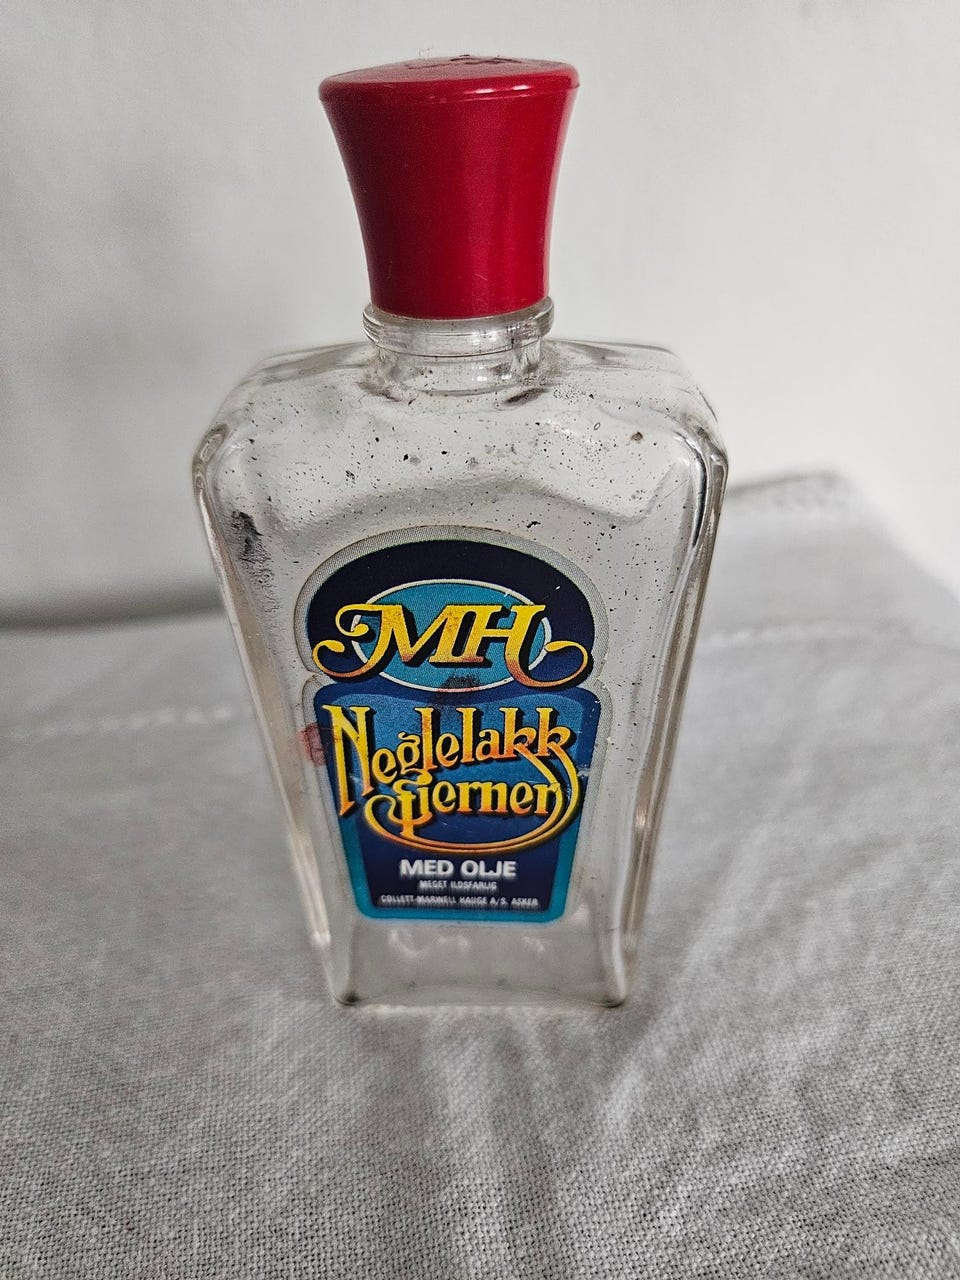 MH
Neglelakk
fjerner
MED OLJE
MEGET ILDSFARLIG
COLLETT-MARWELL HAUGE A/S, ASKER